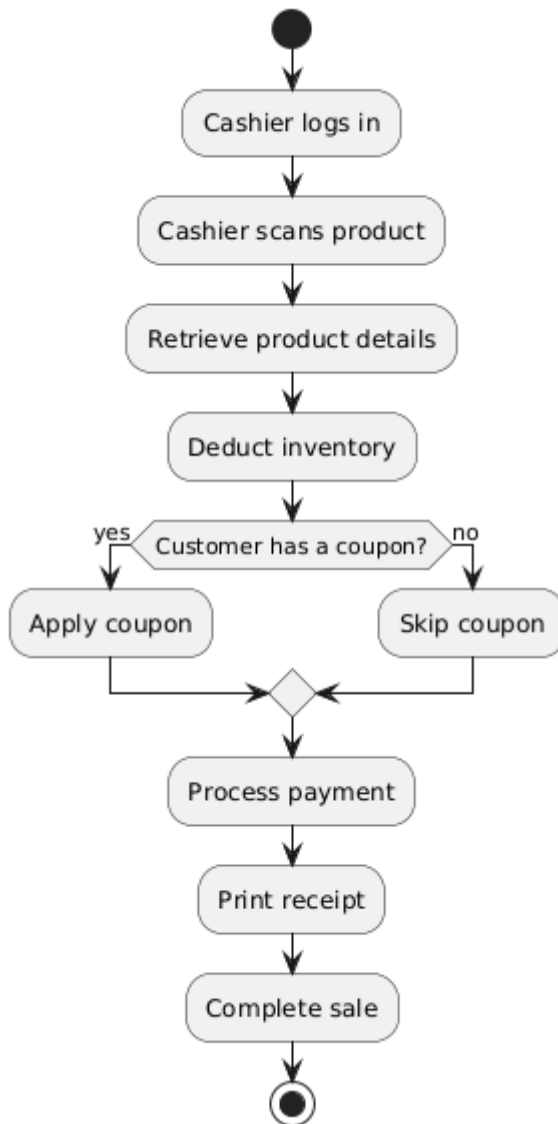 Cashier logs in
Cashier scans product
Retrieve product details
Deduct inventory
yes
Customer has a coupon?
no
Apply coupon
Skip coupon
Process payment
Print receipt
Complete sale